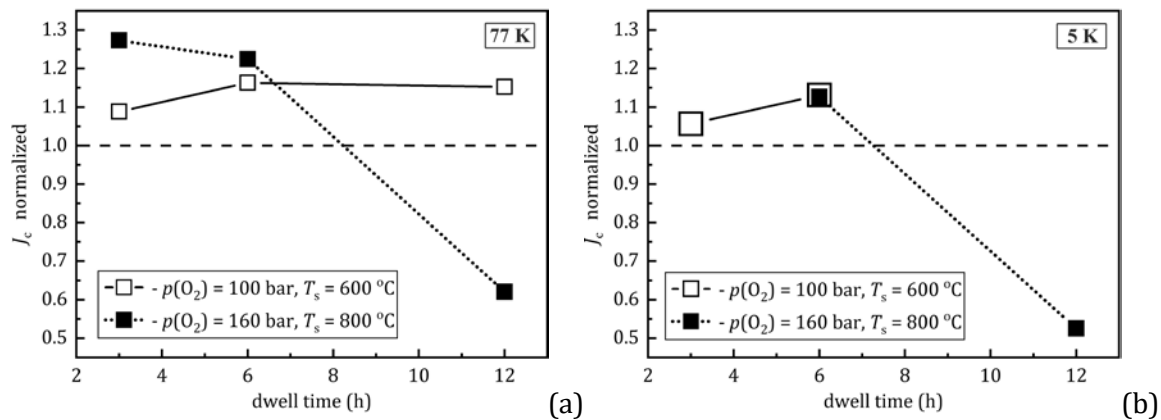 77 K
1.3
1.2
1.1
1.0
0.9
0.8
0.7
0.6
0.5
J_c normalized
- p(O₂) = 100 bar, T_s = 600 °C
- p(O₂) = 160 bar, T_s = 800 °C
2 4 6 8 10 12
dwell time (h)
(a)
5 K
1.3
1.2
1.1
1.0
0.9
0.8
0.7
0.6
0.5
J_c normalized
- p(O₂) = 100 bar, T_s = 600 °C
- p(O₂) = 160 bar, T_s = 800 °C
2 4 6 8 10 12
dwell time (h)
(b)